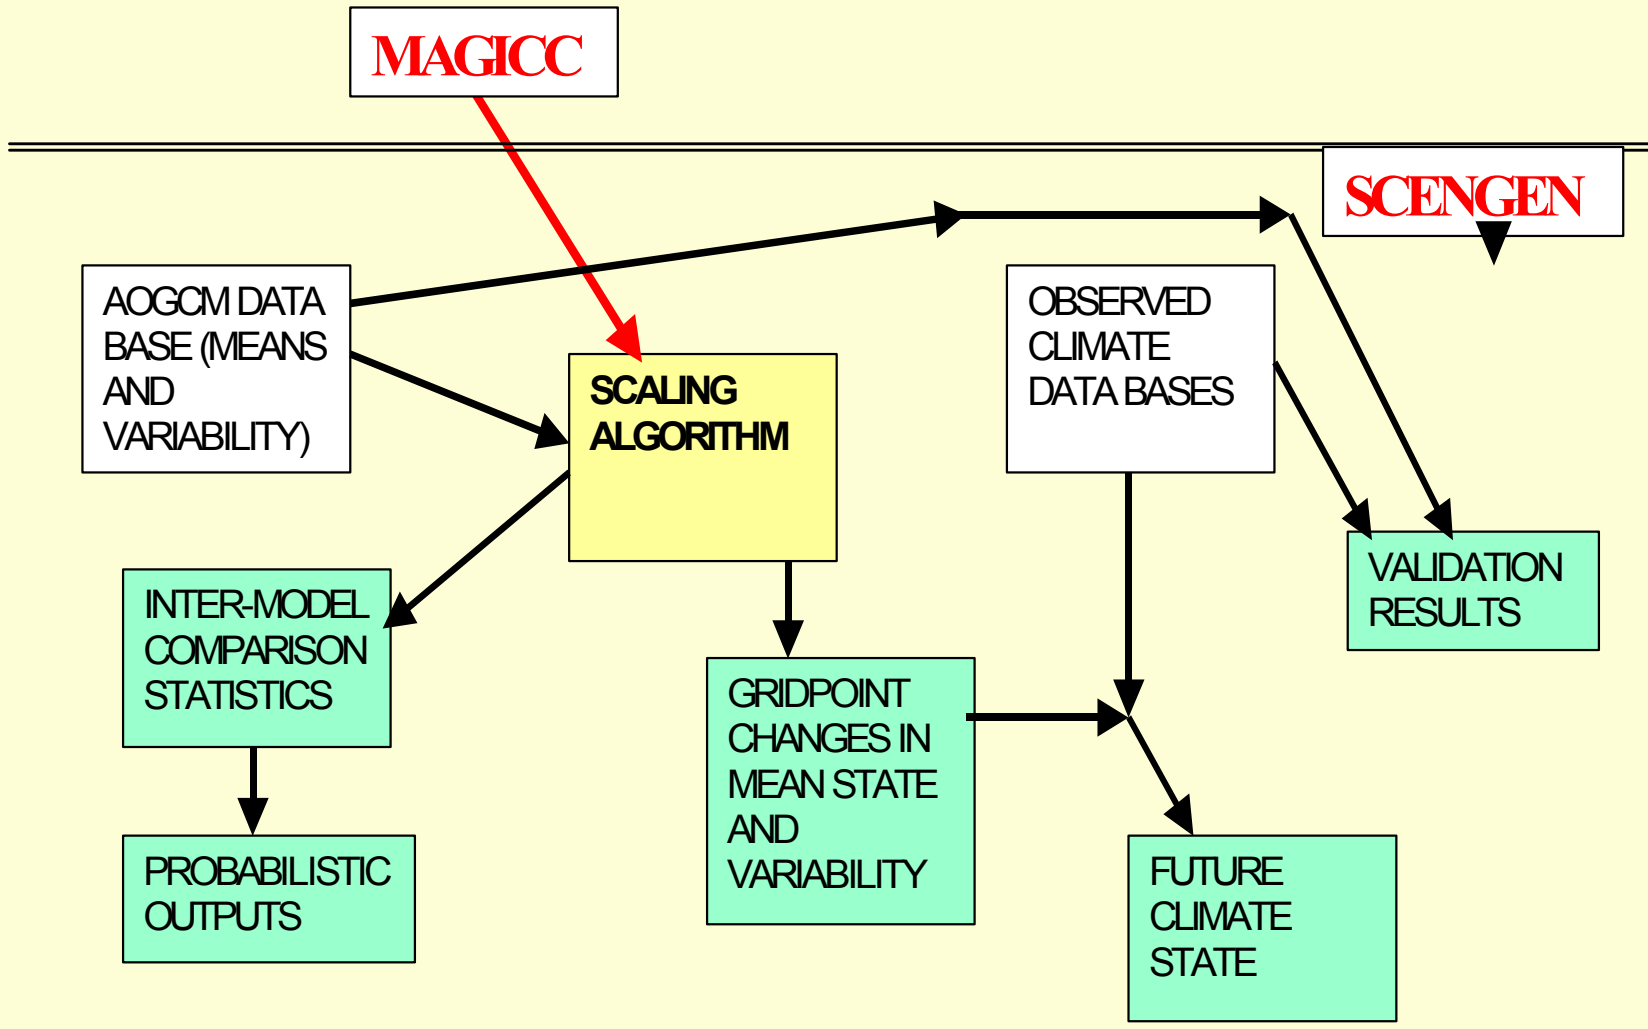 MAGICC
SCENGEN
AOGCM DATA
BASE (MEANS
AND
VARIABILITY)
OBSERVED
CLIMATE
DATA BASES
SCALING
ALGORITHM
VALIDATION
RESULTS
INTER-MODEL
COMPARISON
STATISTICS
GRIDPOINT
CHANGES IN
MEAN STATE
AND
VARIABILITY
PROBABILISTIC
OUTPUTS
FUTURE
CLIMATE
STATE